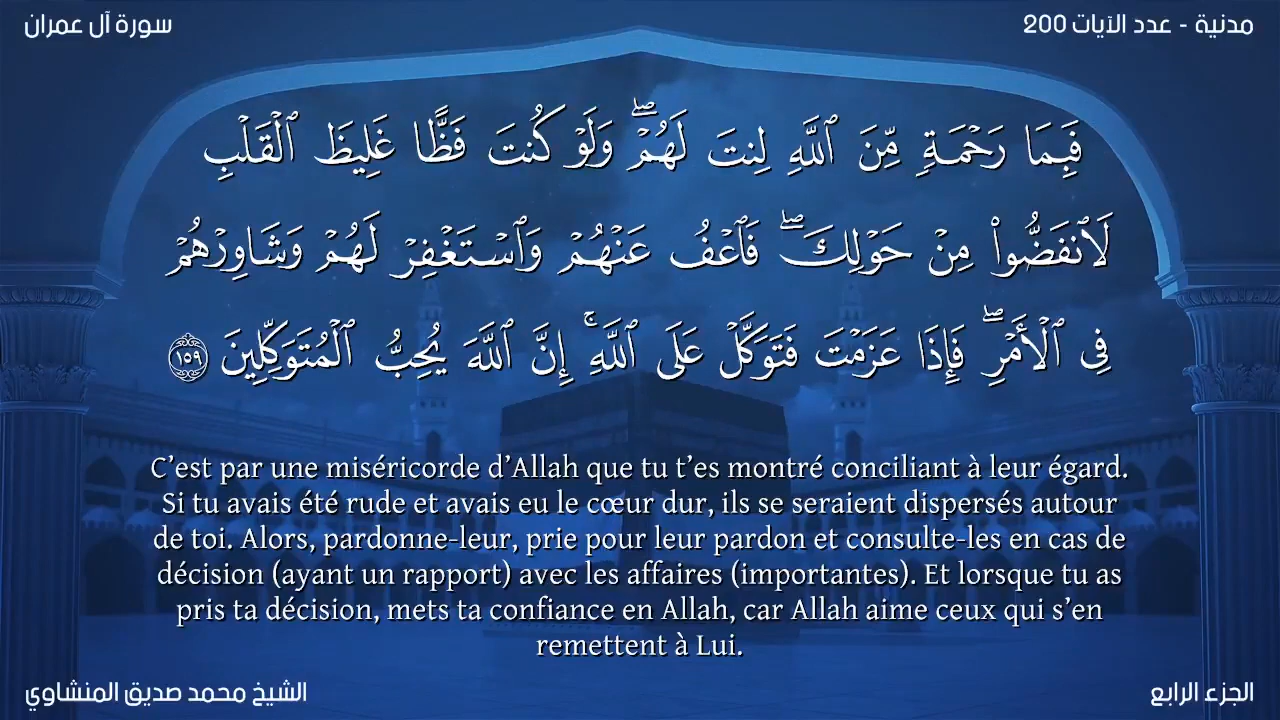 مدنية - عدد الآيات 200
سورة آل عمران
فَبِمَا رَحْمَةٍ مِّنَ ٱللَّهِ لِنتَ لَهُمْ ۖ وَلَوْ كُنتَ فَظًّا غَلِيظَ ٱلْقَلْبِ
لَٱنفَضُّوا۟ مِنْ حَوْلِكَ ۖ فَٱعْفُ عَنْهُمْ وَٱسْتَغْفِرْ لَهُمْ وَشَاوِرْهُمْ
فِى ٱلْأَمْرِ ۖ فَإِذَا عَزَمْتَ فَتَوَكَّلْ عَلَى ٱللَّهِ ۚ إِنَّ ٱللَّهَ يُحِبُّ ٱلْمُتَوَكِّلِينَ ١٥٩
C’est par une miséricorde d’Allah que tu t’es montré conciliant à leur égard.
Si tu avais été rude et avais eu le cœur dur, ils se seraient dispersés autour
de toi. Alors, pardonne-leur, prie pour leur pardon et consulte-les en cas de
décision (ayant un rapport) avec les affaires (importantes). Et lorsque tu as
pris ta décision, mets ta confiance en Allah, car Allah aime ceux qui s’en
remettent à Lui.
الجزء الرابع
الشيخ محمد صديق المنشاوي